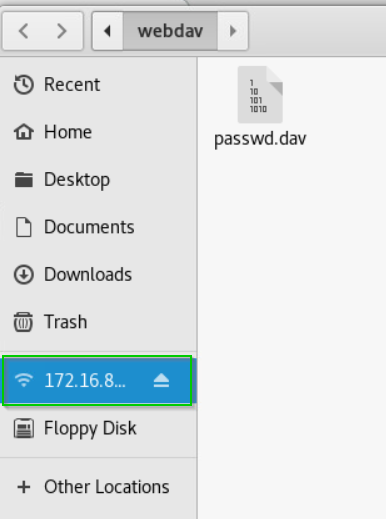 webdav
Recent
Home
Desktop
Documents
Downloads
Trash
172.16.8...
Floppy Disk
Other Locations
1
10
101
1010
passwd.dav